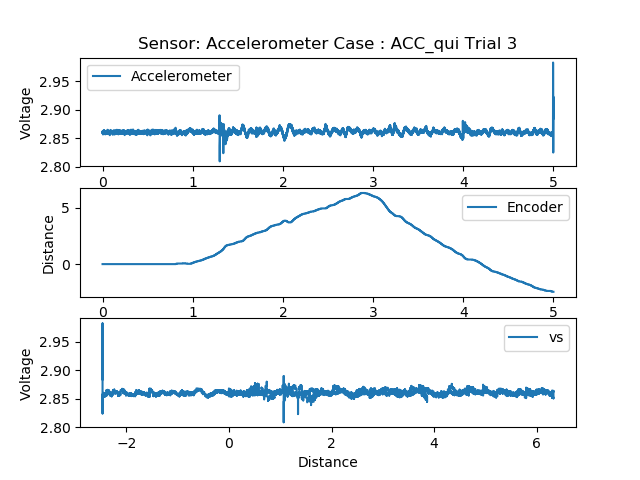 Sensor: Accelerometer Case : ACC_qui Trial 3
Accelerometer
Voltage
2.95
2.90
2.85
2.80
0 1 2 3 4 5
Encoder
Distance
5
0
0 1 2 3 4 5
vs
Voltage
2.95
2.90
2.85
2.80
−2 0 2 4 6
Distance